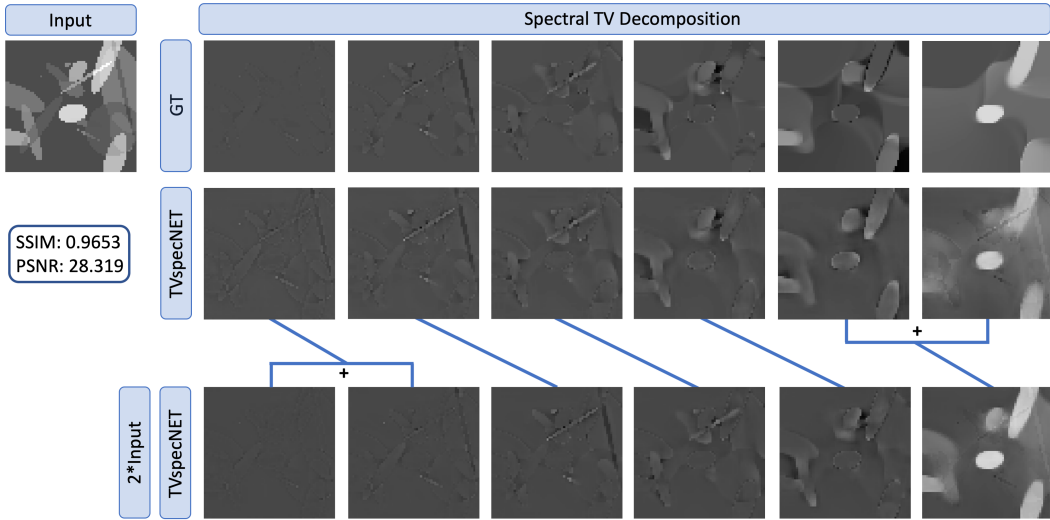 Input
Spectral TV Decomposition
GT
TVspecNET
SSIM: 0.9653
PSNR: 28.319
+
+
2*Input
TVspecNET